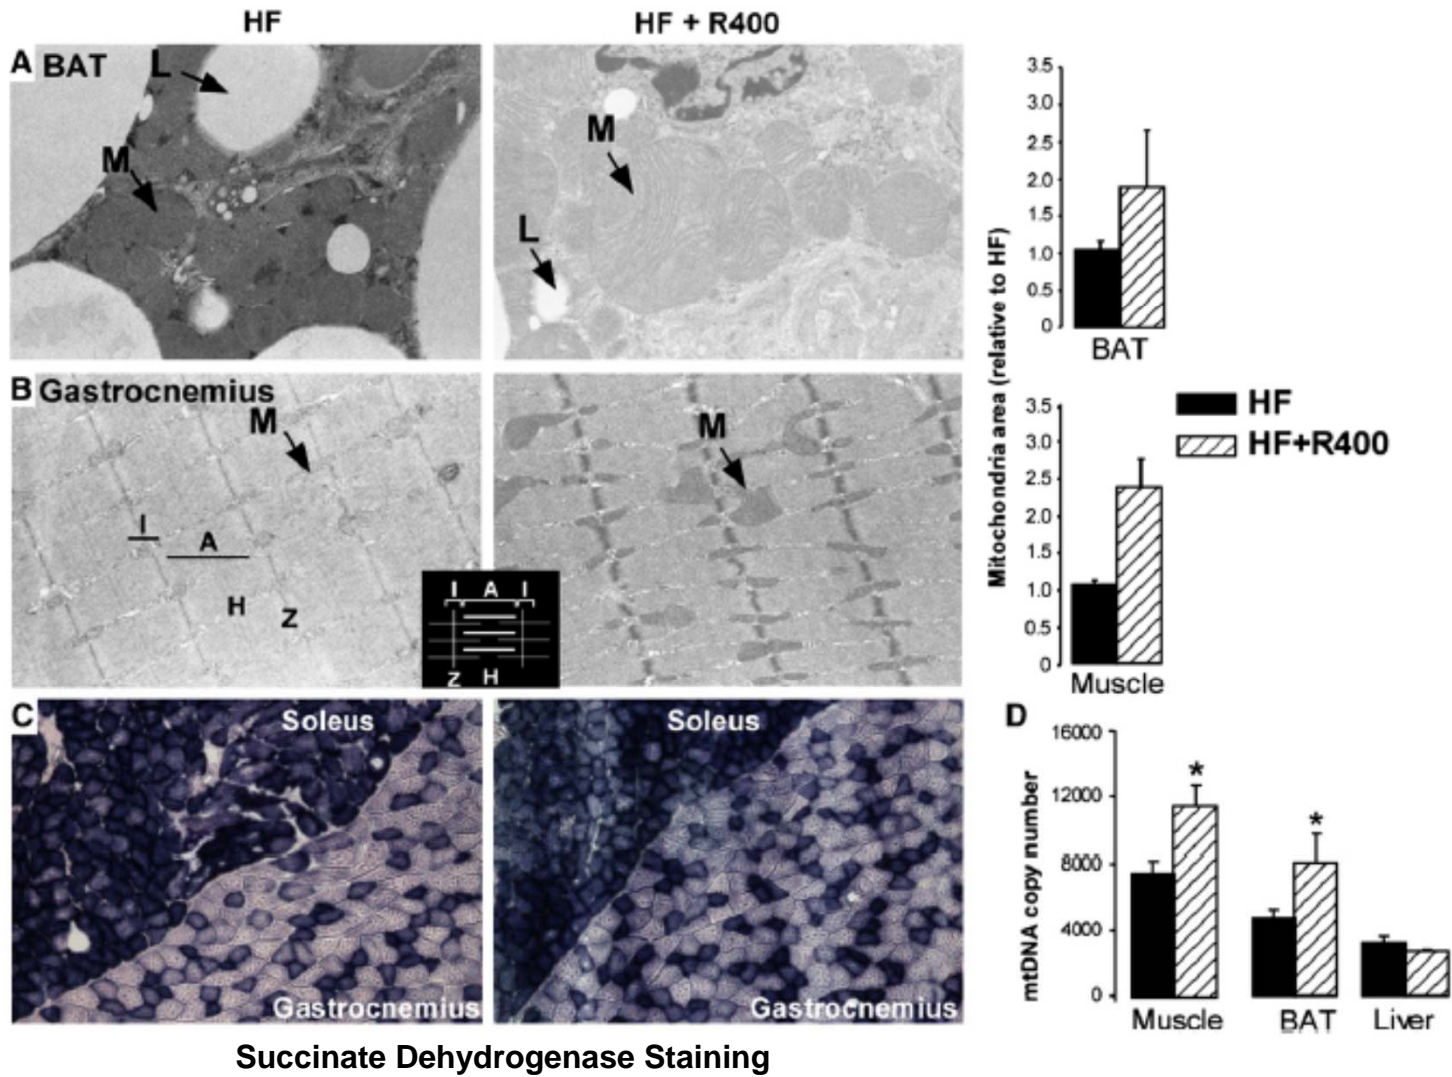 HF
HF + R400
A BAT
L
M
M
L
3.5
3.0
2.5
2.0
1.5
1.0
0.5
0
BAT
Mitochondria area (relative to HF)
HF
HF+R400
B Gastrocnemius
M
I
A
H
Z
I A I
Z H
M
3.5
3.0
2.5
2.0
1.5
1.0
0.5
0
Muscle
C
Soleus
Gastrocnemius
Soleus
Gastrocnemius
D
mtDNA copy number
16000
12000
8000
4000
0
*
*
Muscle BAT Liver
Succinate Dehydrogenase Staining